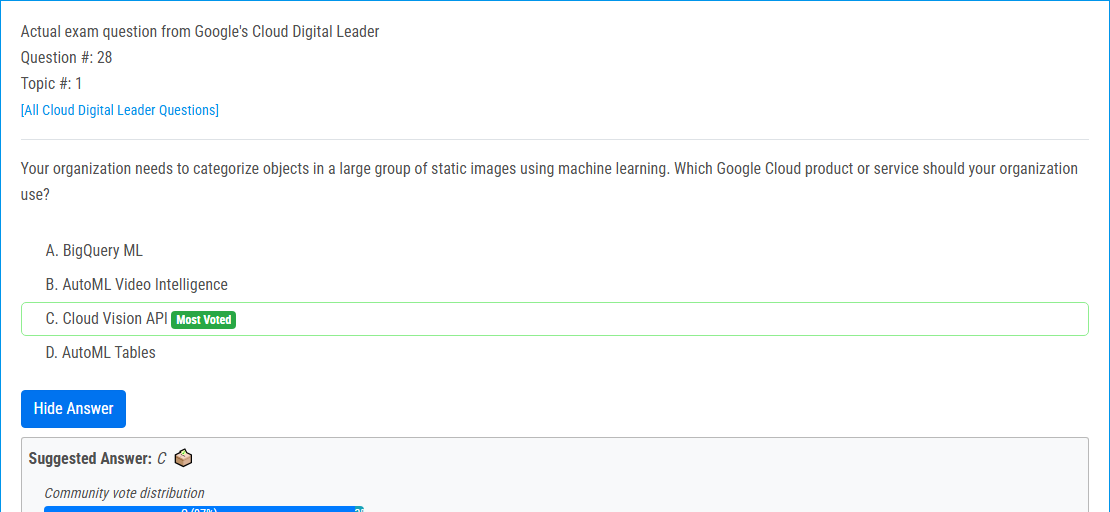 Actual exam question from Google's Cloud Digital Leader
Question #: 28
Topic #: 1
[All Cloud Digital Leader Questions]
Your organization needs to categorize objects in a large group of static images using machine learning. Which Google Cloud product or service should your organization
use?
A. BigQuery ML
B. AutoML Video Intelligence
C. Cloud Vision API Most Voted
D. AutoML Tables
Hide Answer
Suggested Answer: C
Community vote distribution